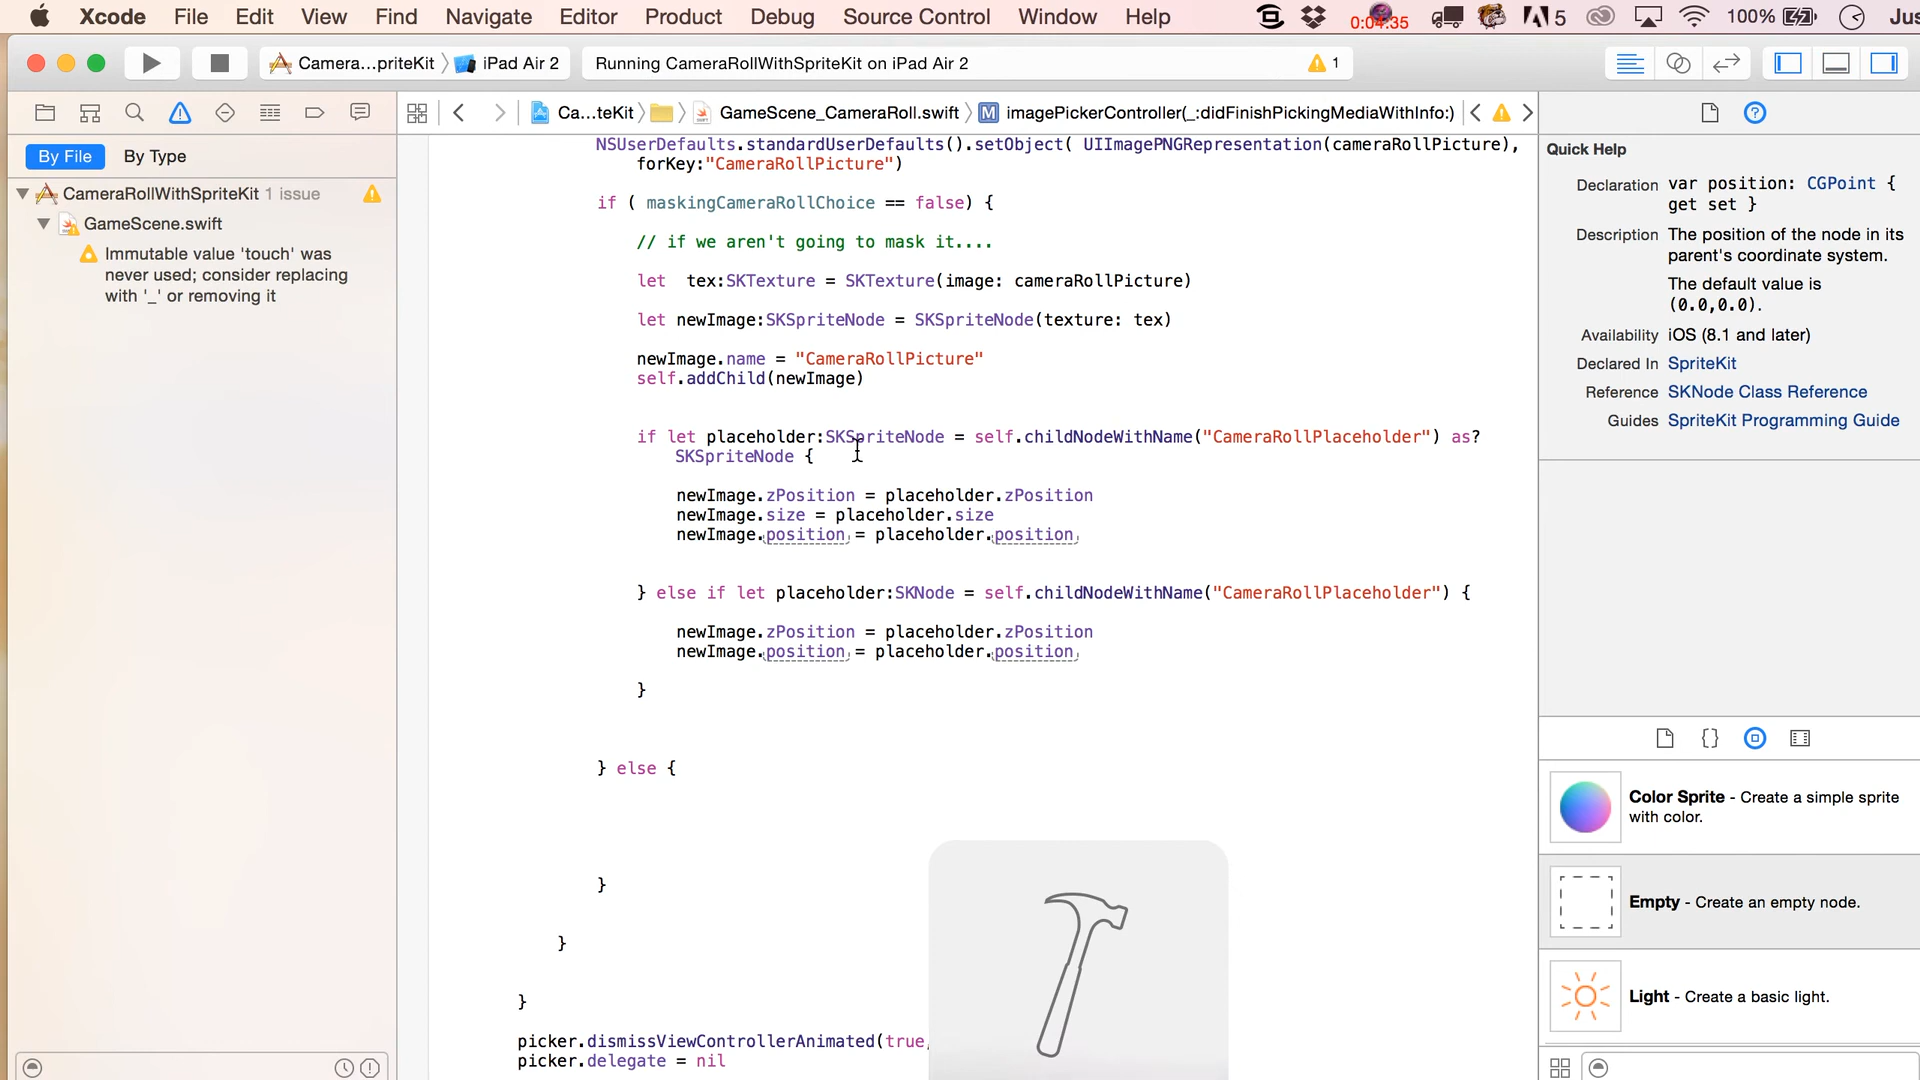 Xcode File Edit View Find Navigate Editor Product Debug Source Control Window Help 0:04:35 5 100% Jus
Camera...priteKit iPad Air 2 Running CameraRollWithSpriteKit on iPad Air 2 1
Ca...teKit GameScene_CameraRoll.swift M imagePickerController(_:didFinishPickingMediaWithInfo:)
By File By Type
CameraRollWithSpriteKit 1 issue
GameScene.swift
Immutable value 'touch' was
never used; consider replacing
with '_' or removing it
NSUserDefaults.standardUserDefaults().setObject( UIImagePNGRepresentation(cameraRollPicture),
forKey:"CameraRollPicture")
if ( maskingCameraRollChoice == false) {
// if we aren't going to mask it....
let  tex:SKTexture = SKTexture(image: cameraRollPicture)
let newImage:SKSpriteNode = SKSpriteNode(texture: tex)
newImage.name = "CameraRollPicture"
self.addChild(newImage)
if let placeholder:SKSpriteNode = self.childNodeWithName("CameraRollPlaceholder") as?
SKSpriteNode {
newImage.zPosition = placeholder.zPosition
newImage.size = placeholder.size
newImage.position = placeholder.position
} else if let placeholder:SKNode = self.childNodeWithName("CameraRollPlaceholder") {
newImage.zPosition = placeholder.zPosition
newImage.position = placeholder.position
}
} else {
}
}
}
picker.dismissViewControllerAnimated(true,
picker.delegate = nil
Quick Help
Declaration var position: CGPoint {
get set }
Description The position of the node in its
parent's coordinate system.
The default value is
(0.0,0.0).
Availability iOS (8.1 and later)
Declared In SpriteKit
Reference SKNode Class Reference
Guides SpriteKit Programming Guide
Color Sprite - Create a simple sprite
with color.
Empty - Create an empty node.
Light - Create a basic light.